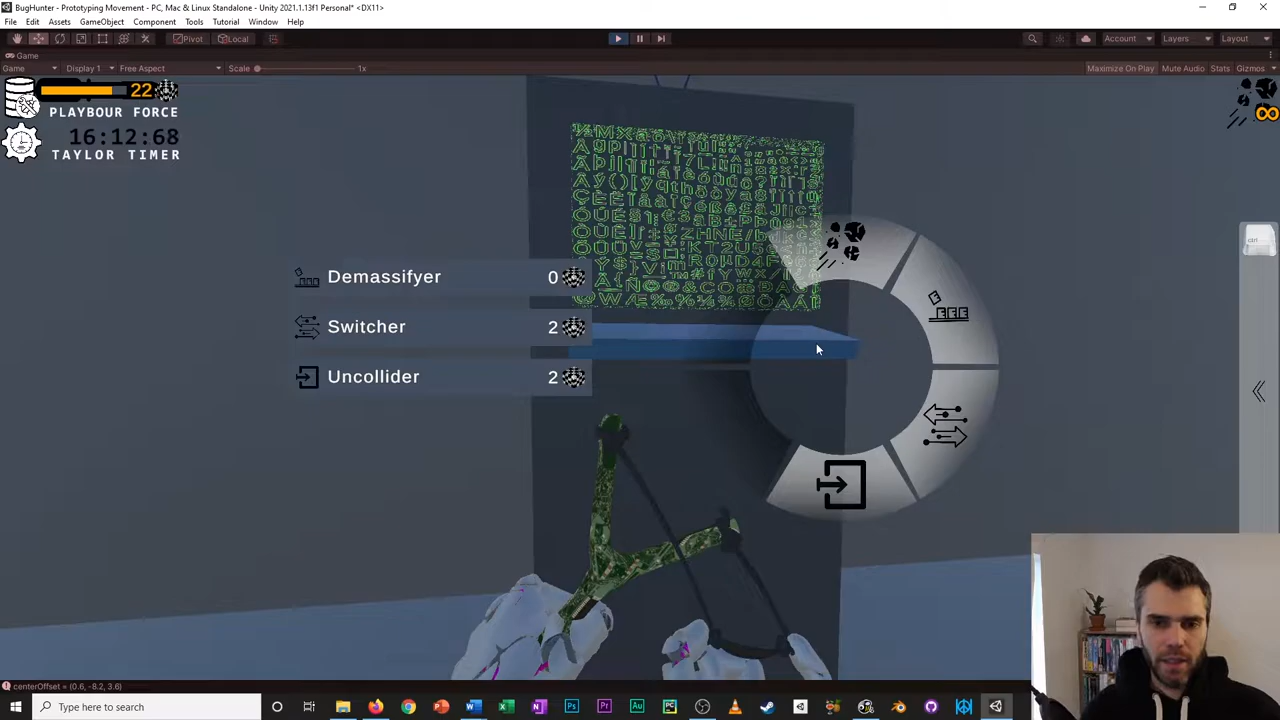 BugHunter - Prototyping Movement - PC, Mac & Linux Standalone - Unity 2021.1.13f1 Personal* <DX11>
File Edit Assets GameObject Component Tools Tutorial Window Help
Pivot Local Account Layers Layout
Game
Game Display 1 Free Aspect Scale 1x Maximize On Play Mute Audio Stats Gizmos
22
PLAYBOUR FORCE
16:12:68
TAYLOR TIMER
∞
ctrl
Demassifyer 0
Switcher 2
Uncollider 2
centerOffset = (0.6, -8.2, 3.6)
Type here to search